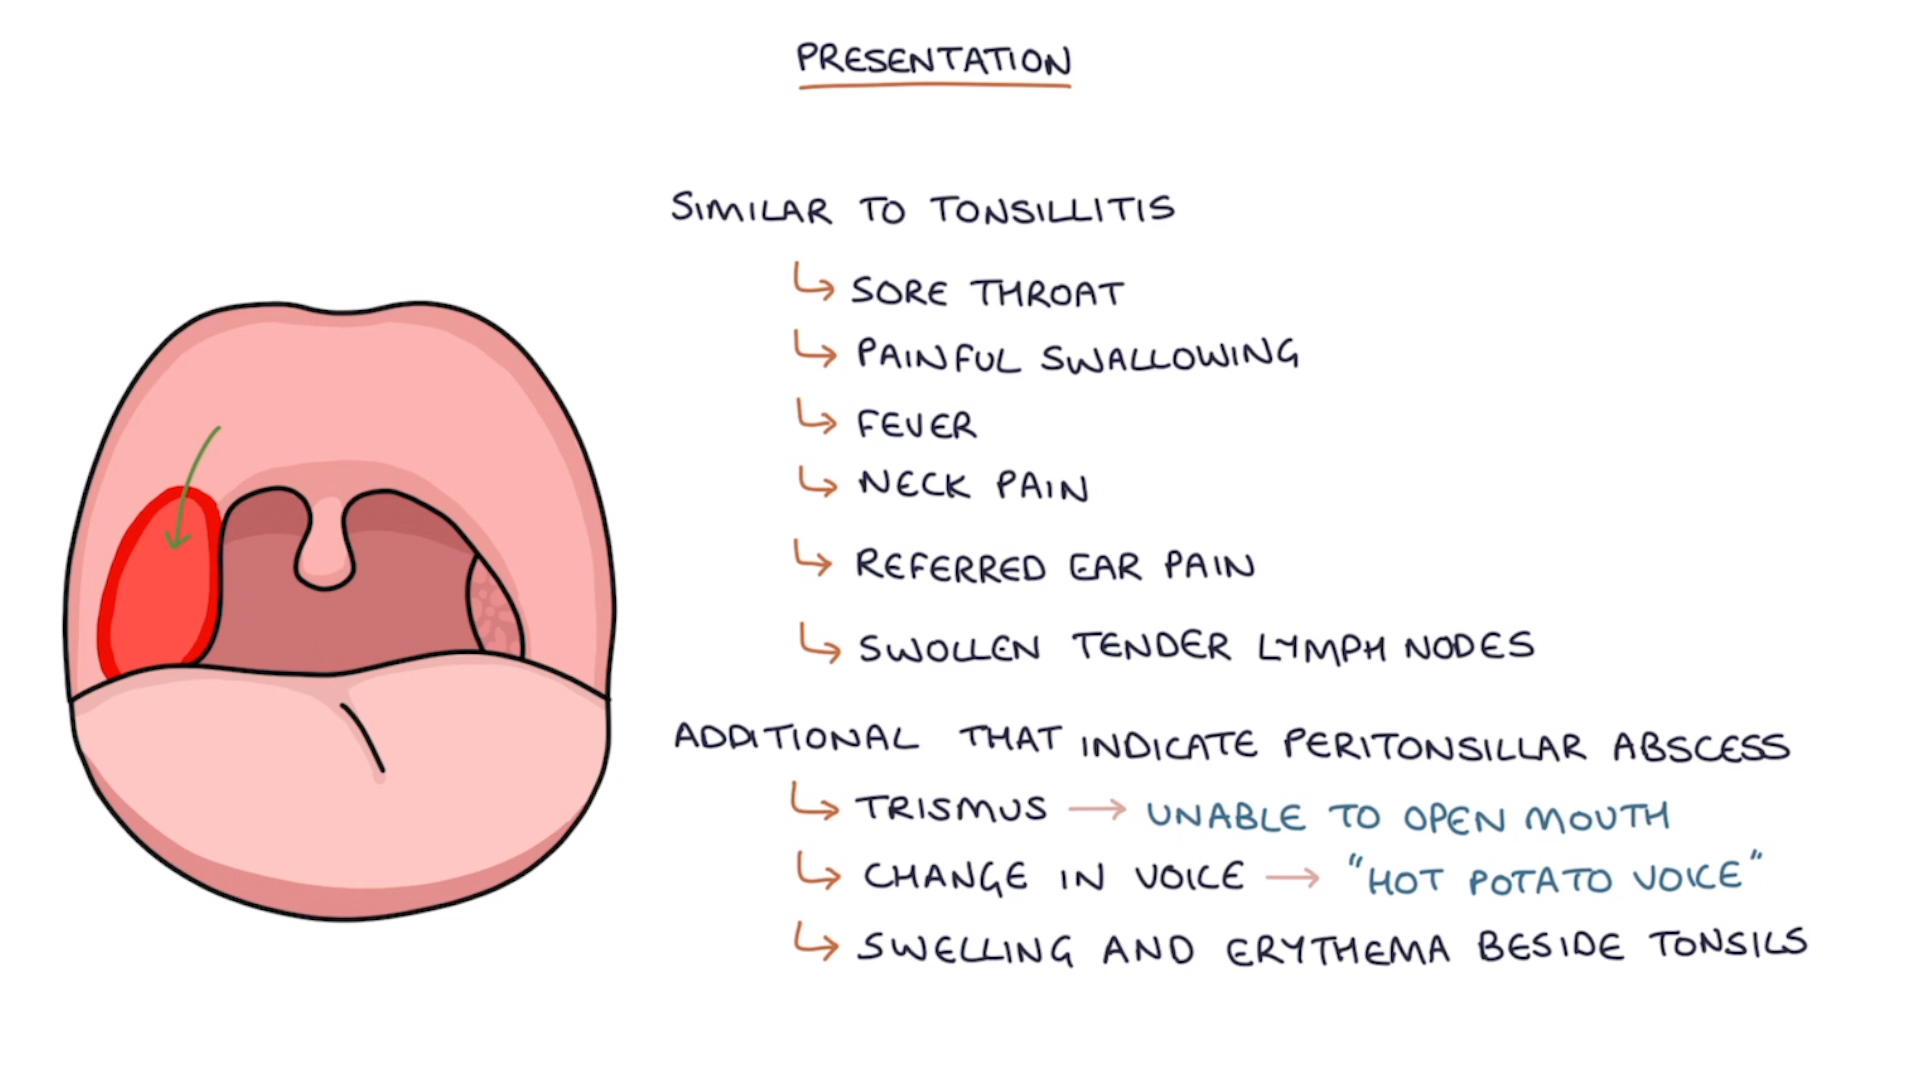 PRESENTATION
SIMILAR TO TONSILLITIS
↳ SORE THROAT
↳ PAINFUL SWALLOWING
↳ FEVER
↳ NECK PAIN
↳ REFERRED EAR PAIN
↳ SWOLLEN TENDER LYMPH NODES
ADDITIONAL THAT INDICATE PERITONSILLAR ABSCESS
↳ TRISMUS → UNABLE TO OPEN MOUTH
↳ CHANGE IN VOICE → "HOT POTATO VOICE"
↳ SWELLING AND ERYTHEMA BESIDE TONSILS